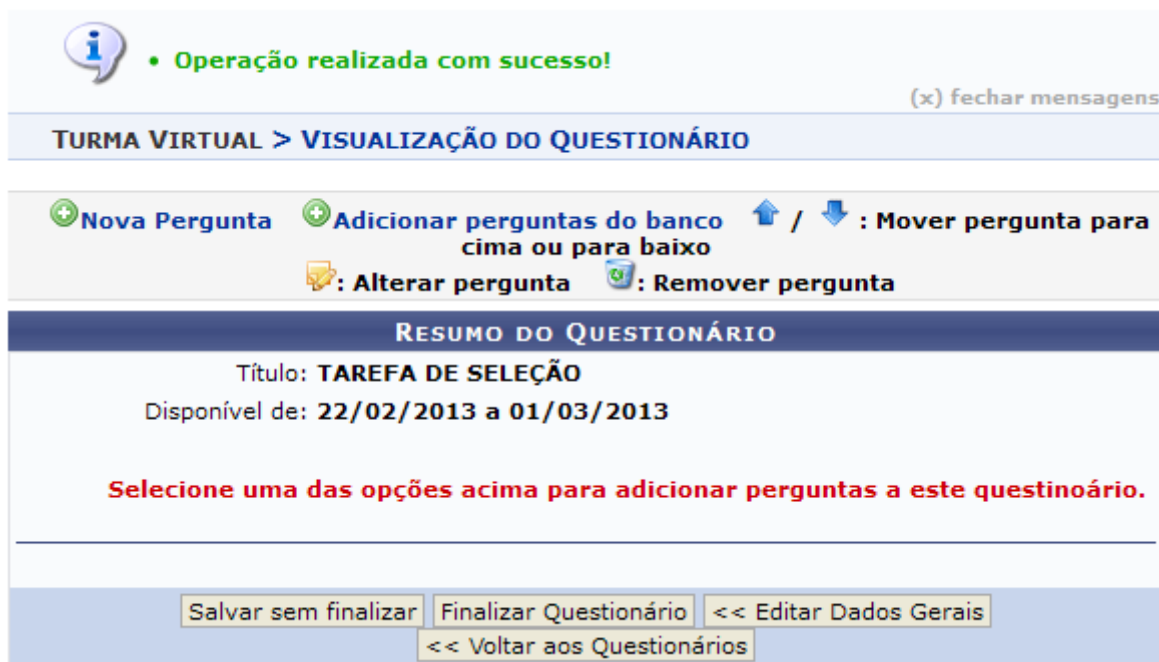 • Operação realizada com sucesso!
(x) fechar mensagens
TURMA VIRTUAL > VISUALIZAÇÃO DO QUESTIONÁRIO
Nova Pergunta Adicionar perguntas do banco / : Mover pergunta para
cima ou para baixo
: Alterar pergunta : Remover pergunta
RESUMO DO QUESTIONÁRIO
Título: TAREFA DE SELEÇÃO
Disponível de: 22/02/2013 a 01/03/2013
Selecione uma das opções acima para adicionar perguntas a este questinoário.
Salvar sem finalizar Finalizar Questionário << Editar Dados Gerais
<< Voltar aos Questionários